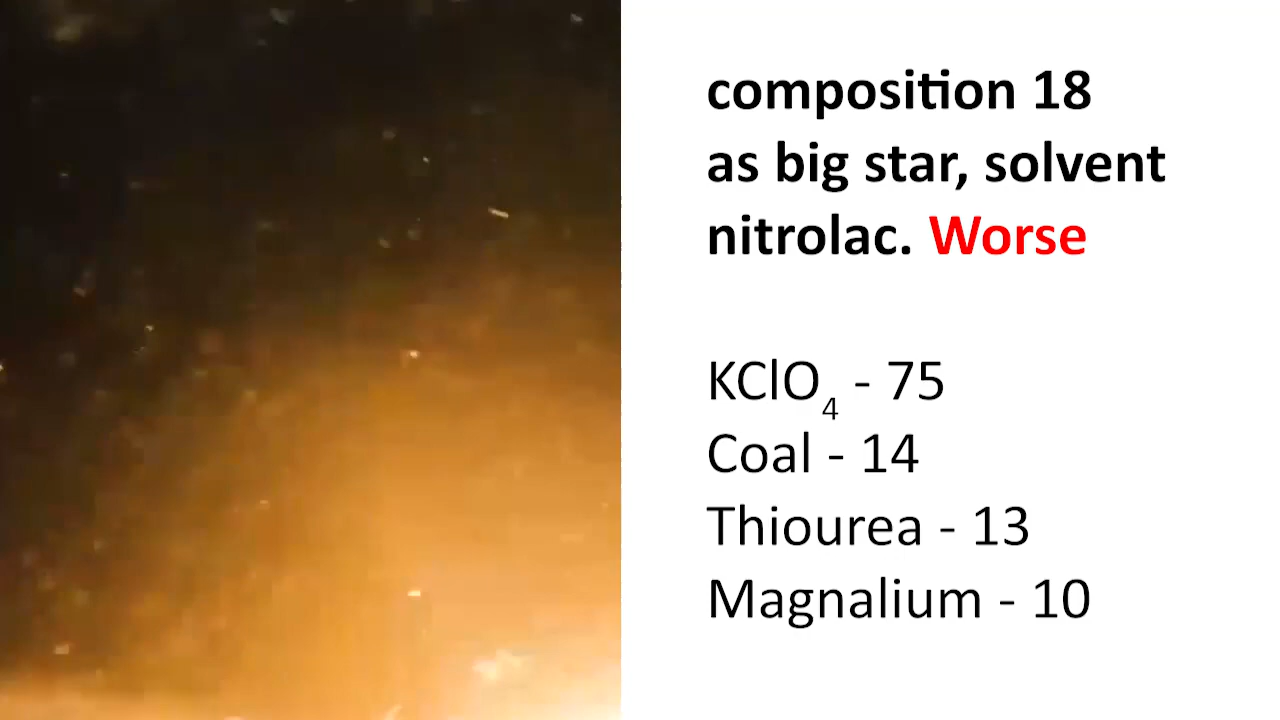 composition 18
as big star, solvent
nitrolac. Worse
KClO₄ - 75
Coal - 14
Thiourea - 13
Magnalium - 10